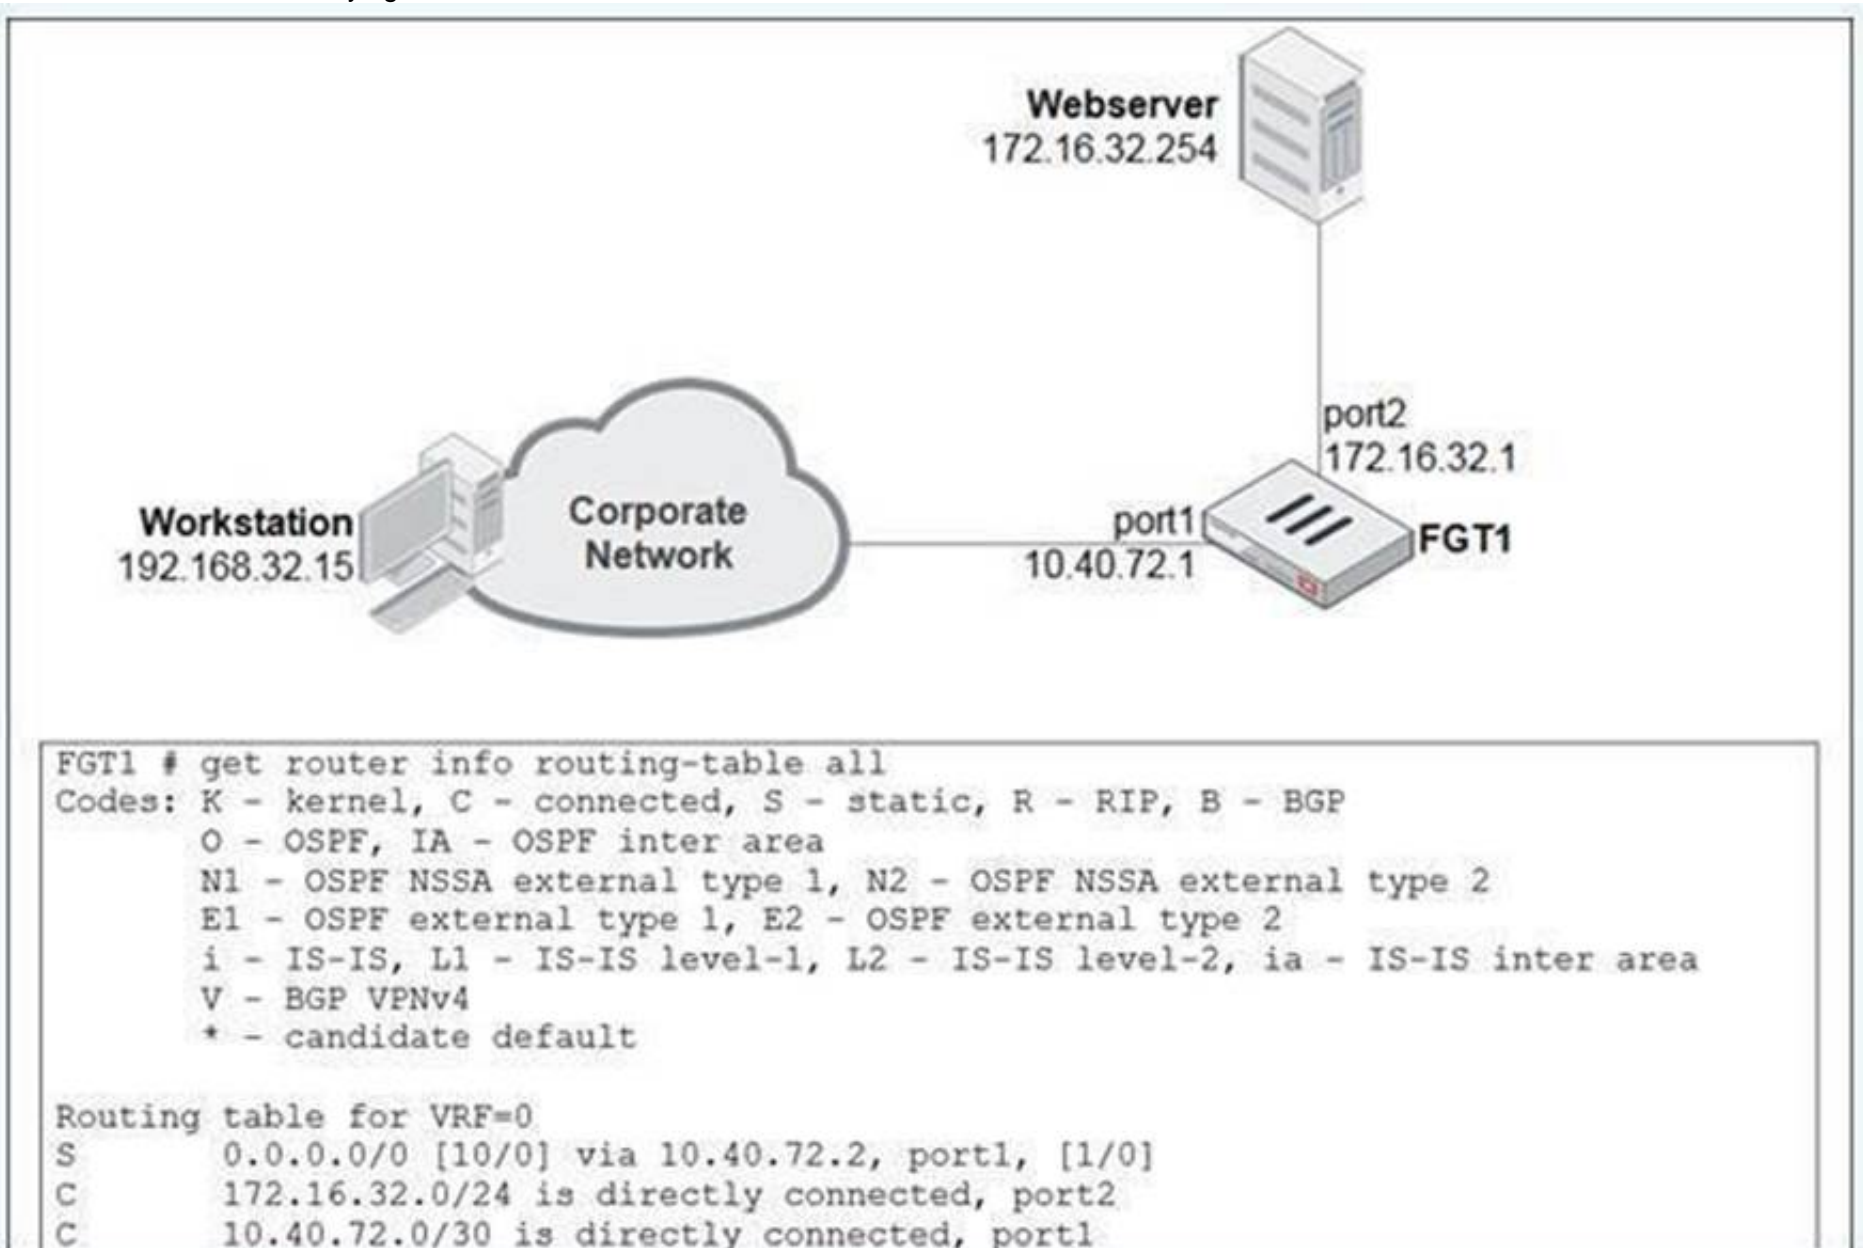 Webserver
172.16.32.254
port2
172.16.32.1
Workstation
192.168.32.15
Corporate
Network
port1
10.40.72.1
FGT1
FGT1 # get router info routing-table all
Codes: K - kernel, C - connected, S - static, R - RIP, B - BGP
O - OSPF, IA - OSPF inter area
N1 - OSPF NSSA external type 1, N2 - OSPF NSSA external type 2
E1 - OSPF external type 1, E2 - OSPF external type 2
i - IS-IS, L1 - IS-IS level-1, L2 - IS-IS level-2, ia - IS-IS inter area
V - BGP VPNv4
* - candidate default
Routing table for VRF=0
S 0.0.0.0/0 [10/0] via 10.40.72.2, port1, [1/0]
C 172.16.32.0/24 is directly connected, port2
C 10.40.72.0/30 is directly connected, port1